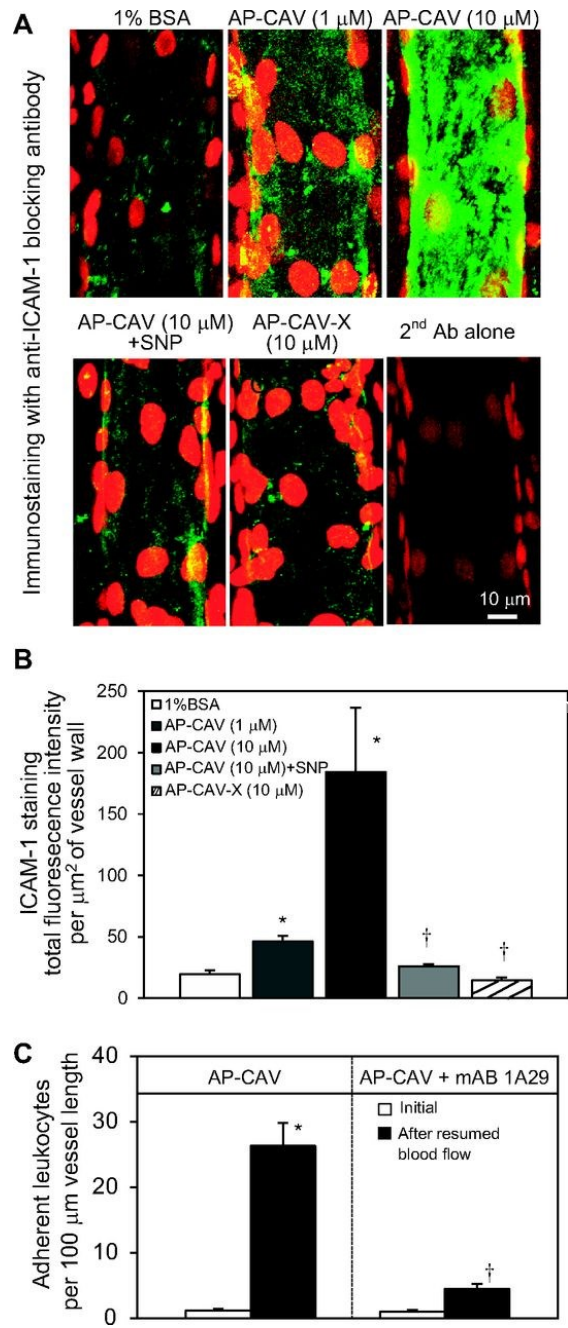 A
1% BSA
AP-CAV (1 μM)
AP-CAV (10 μM)
Immunostaining with anti-ICAM-1 blocking antibody
AP-CAV (10 μM)
+SNP
AP-CAV-X
(10 μM)
2nd Ab alone
10 μm
B
ICAM-1 staining
total fluoresecence intensity
per μm² of vessel wall
250
200
150
100
50
0
1%BSA
AP-CAV (1 μM)
AP-CAV (10 μM)
AP-CAV (10 μM)+SNP
AP-CAV-X (10 μM)
*
*
†
†
C
Adherent leukocytes
per 100 μm vessel length
40
30
20
10
0
AP-CAV
AP-CAV + mAB 1A29
Initial
After resumed
blood flow
*
†